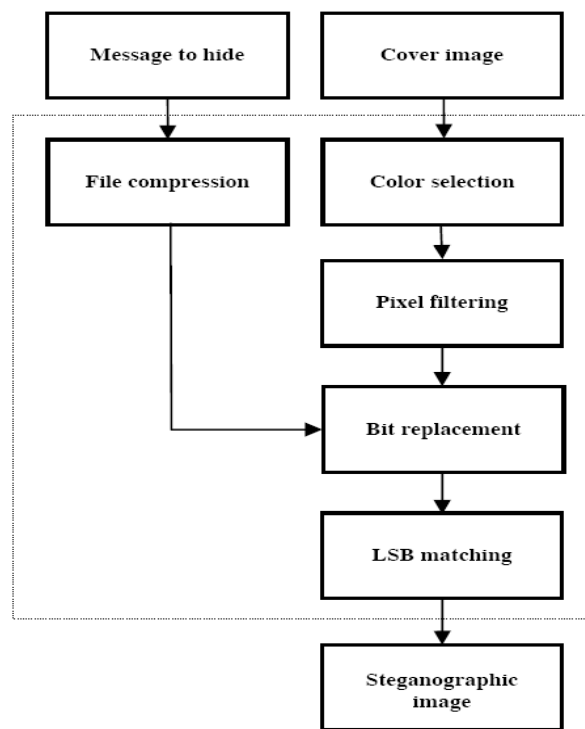 Message to hide
Cover image
File compression
Color selection
Pixel filtering
Bit replacement
LSB matching
Steganographic
image